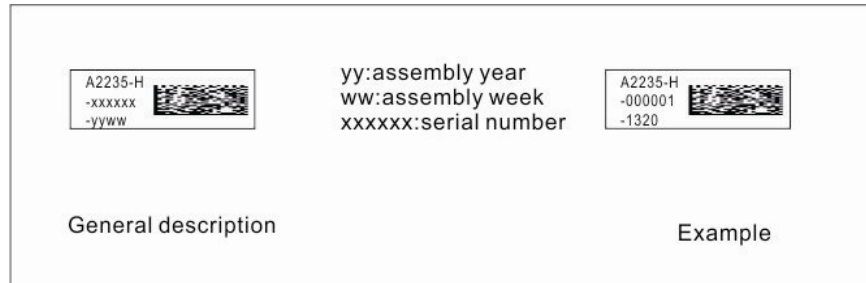 A2235-H
-xxxxxx
-yyww
yy:assembly year
ww:assembly week
xxxxxx:serial number
A2235-H
-000001
-1320
General description
Example